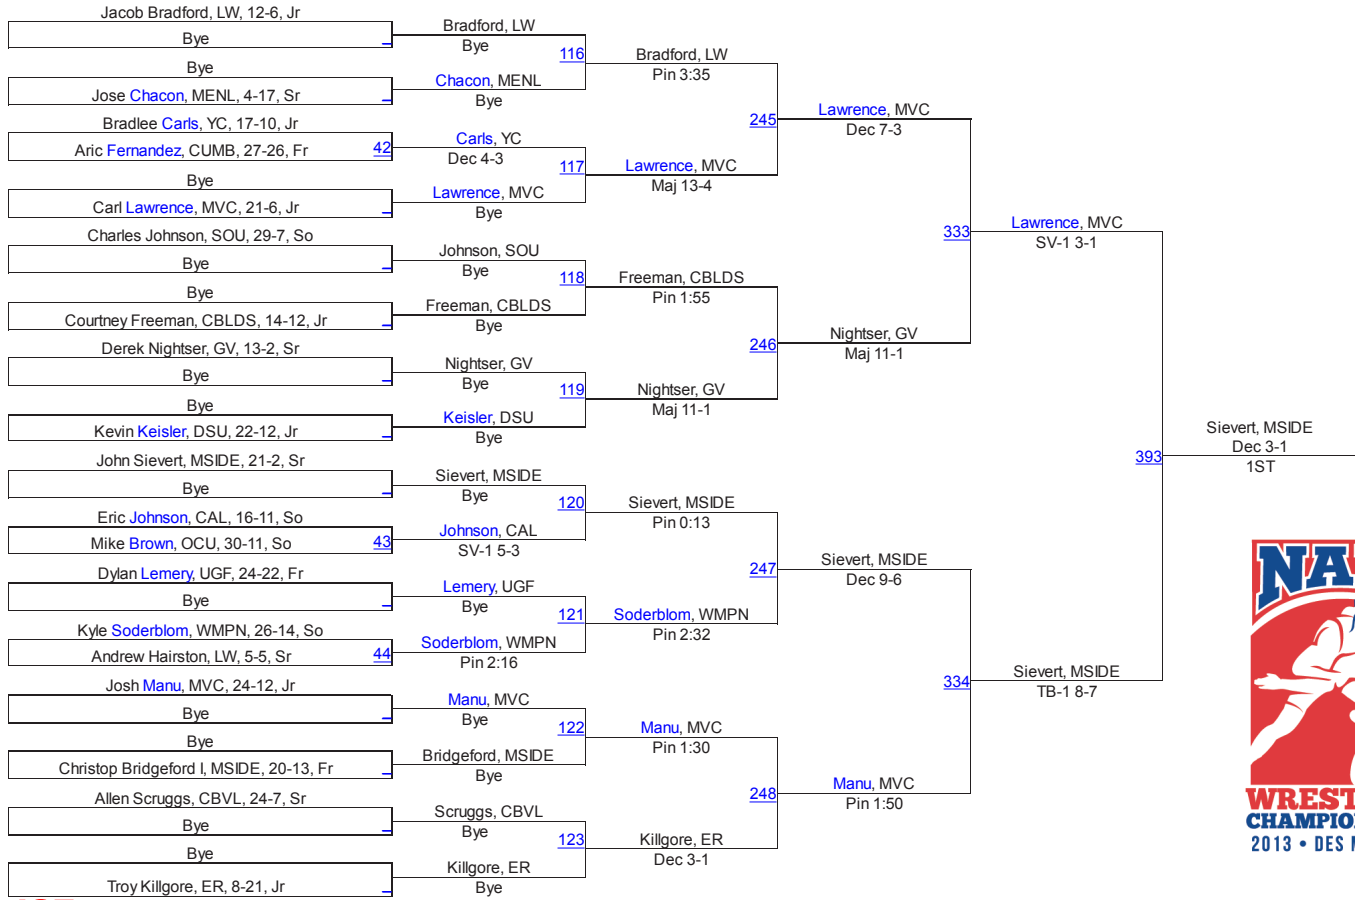 Jacob Bradford, LW, 12-6, Jr
Bye
Bye
Jose Chacon, MENL, 4-17, Sr
Bradlee Carls, YC, 17-10, Jr
Aric Fernandez, CUMB, 27-26, Fr
42
Bye
Carl Lawrence, MVC, 21-6, Jr
Charles Johnson, SOU, 29-7, So
Bye
Bye
Courtney Freeman, CBLDS, 14-12, Jr
Derek Nightser, GV, 13-2, Sr
Bye
Bye
Kevin Keisler, DSU, 22-12, Jr
John Sievert, MSIDE, 21-2, Sr
Bye
Eric Johnson, CAL, 16-11, So
Mike Brown, OCU, 30-11, So
43
Dylan Lemery, UGF, 24-22, Fr
Bye
Kyle Soderblom, WMPN, 26-14, So
Andrew Hairston, LW, 5-5, Sr
44
Josh Manu, MVC, 24-12, Jr
Bye
Bye
Christop Bridgeford I, MSIDE, 20-13, Fr
Allen Scruggs, CBVL, 24-7, Sr
Bye
Bye
Troy Killgore, ER, 8-21, Jr
Bradford, LW
Bye
116
Chacon, MENL
Bye
Carls, YC
Dec 4-3
117
Lawrence, MVC
Bye
Johnson, SOU
Bye
118
Freeman, CBLDS
Bye
Nightser, GV
Bye
119
Keisler, DSU
Bye
Sievert, MSIDE
Bye
120
Johnson, CAL
SV-1 5-3
Lemery, UGF
Bye
121
Soderblom, WMPN
Pin 2:16
Manu, MVC
Bye
122
Bridgeford, MSIDE
Bye
Scruggs, CBVL
Bye
123
Killgore, ER
Bye
Bradford, LW
Pin 3:35
245
Lawrence, MVC
Maj 13-4
Freeman, CBLDS
Pin 1:55
246
Nightser, GV
Maj 11-1
Sievert, MSIDE
Pin 0:13
247
Soderblom, WMPN
Pin 2:32
Manu, MVC
Pin 1:30
248
Killgore, ER
Dec 3-1
Lawrence, MVC
Dec 7-3
333
Nightser, GV
Maj 11-1
Sievert, MSIDE
Dec 9-6
334
Manu, MVC
Pin 1:50
Lawrence, MVC
SV-1 3-1
393
Sievert, MSIDE
TB-1 8-7
Sievert, MSIDE
Dec 3-1
1ST
NA
WREST
CHAMPIO
2013 • DES M